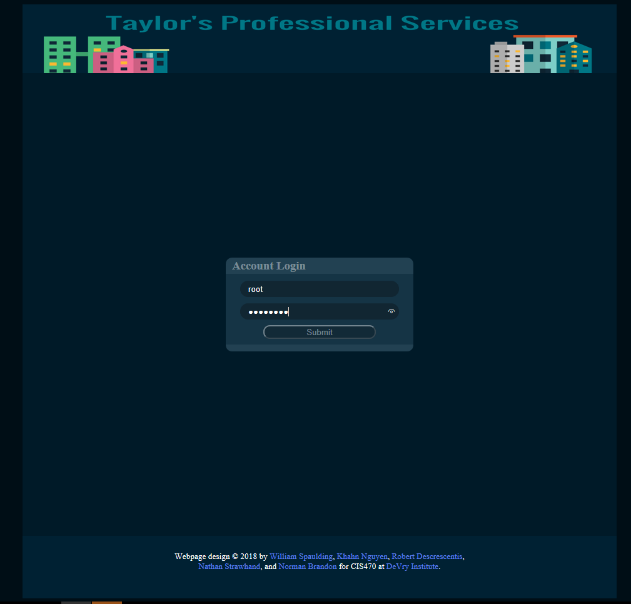 Taylor's Professional Services
Account Login
root
••••••••
Submit
Webpage design © 2018 by William Spaulding, Khahn Nguyen, Robert Descrescentis,
Nathan Strawhand, and Norman Brandon for CIS470 at DeVry Institute.